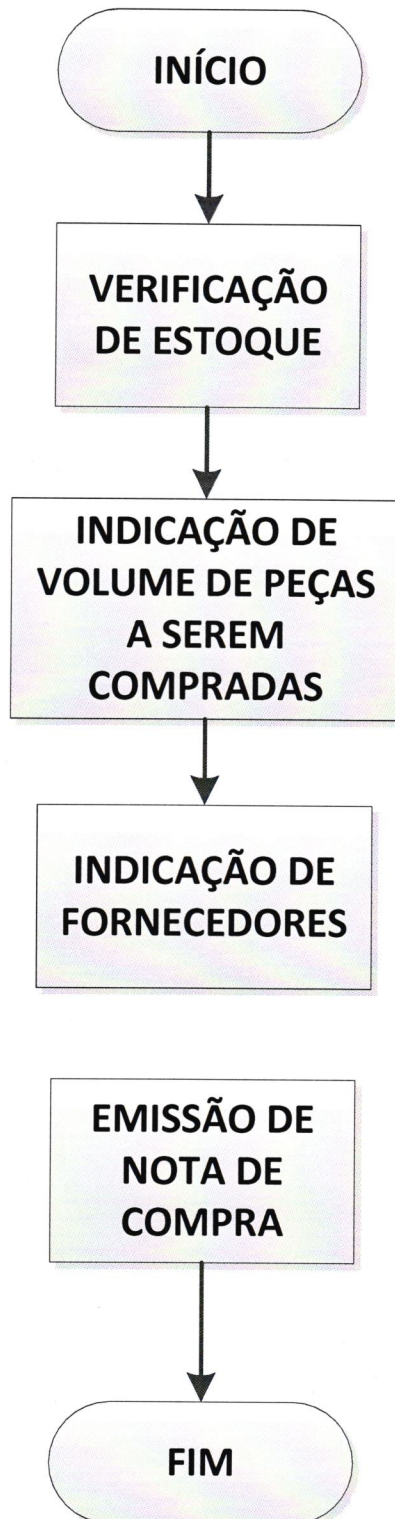 INÍCIO
VERIFICAÇÃO
DE ESTOQUE
INDICAÇÃO DE
VOLUME DE PEÇAS
A SEREM
COMPRADAS
INDICAÇÃO DE
FORNECEDORES
EMISSÃO DE
NOTA DE
COMPRA
FIM